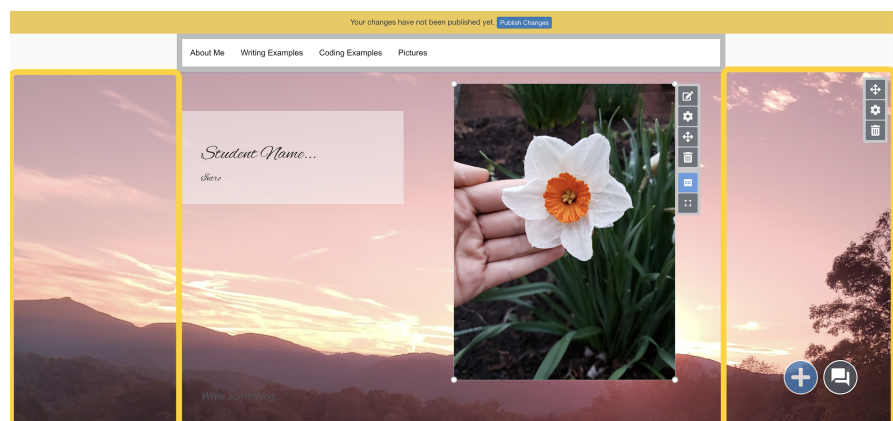 Your changes have not been published yet. Publish Changes
About Me Writing Examples Coding Examples Pictures
Student Name...
Intro
Write something...